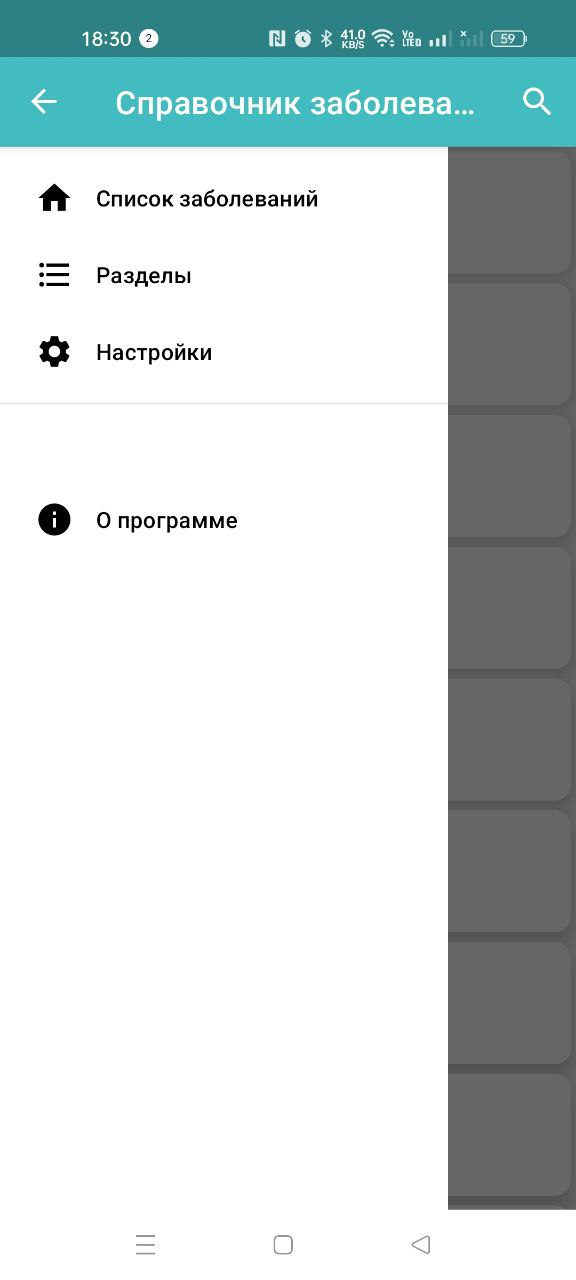 18:30 2 41.0 KB/S Vo LTE D 59
Справочник заболева...
Список заболеваний
Разделы
Настройки
О программе